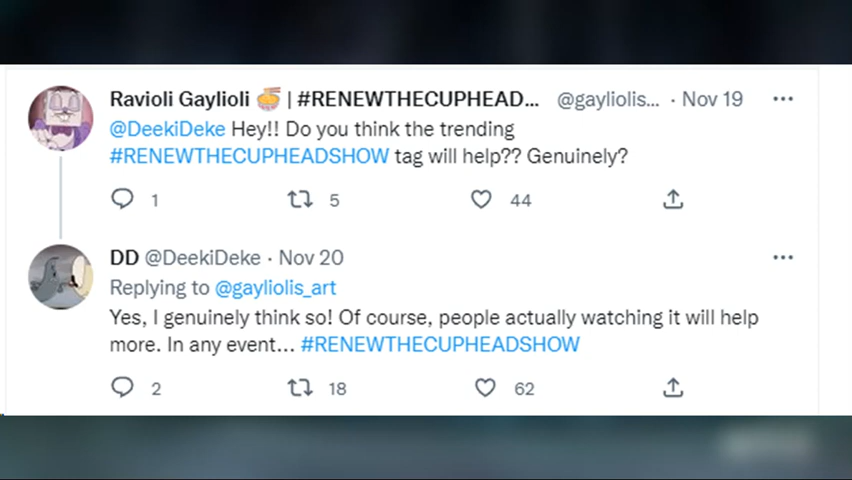 Ravioli Gaylioli 🍜 | #RENEWTHECUPHEAD... @gayliolis... · Nov 19 ...
@DeekiDeke Hey!! Do you think the trending
#RENEWTHECUPHEADSHOW tag will help?? Genuinely?
1 5 44
DD @DeekiDeke · Nov 20 ...
Replying to @gayliolis_art
Yes, I genuinely think so! Of course, people actually watching it will help
more. In any event... #RENEWTHECUPHEADSHOW
2 18 62